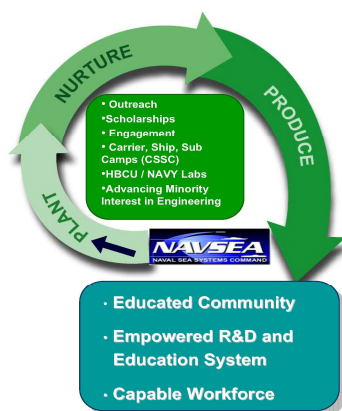 NURTURE
PRODUCE
PLANT
• Outreach
•Scholarships
• Engagement
• Carrier, Ship, Sub
Camps (CSSC)
•HBCU / NAVY Labs
•Advancing Minority
Interest in Engineering
NAVSEA
NAVAL SEA SYSTEMS COMMAND
• Educated Community
• Empowered R&D and
Education System
• Capable Workforce